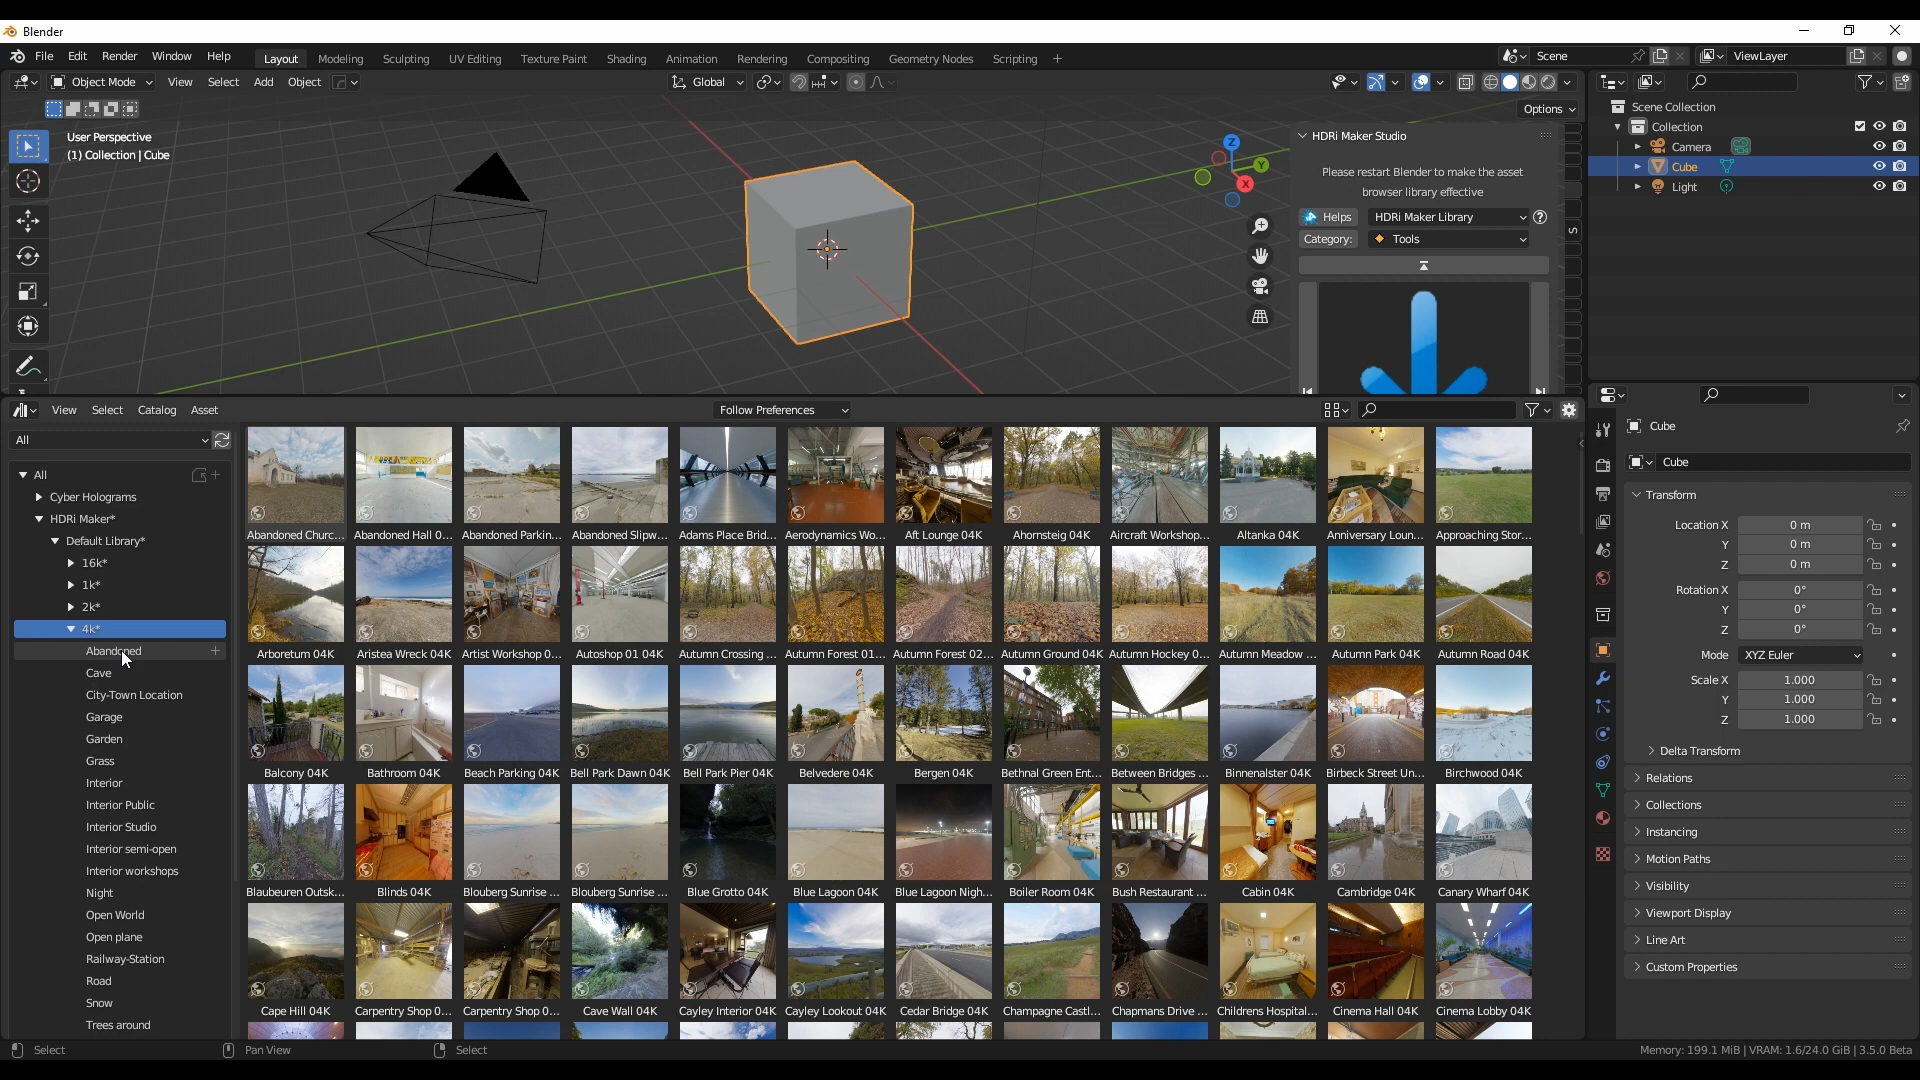 Blender
File Edit Render Window Help
Layout Modeling Sculpting UV Editing Texture Paint Shading Animation Rendering Compositing Geometry Nodes Scripting +
Scene
ViewLayer
Object Mode View Select Add Object
Global
Options
User Perspective
(1) Collection | Cube
Z
Y
X
HDRi Maker Studio
Please restart Blender to make the asset
browser library effective
Helps HDRi Maker Library ?
Category: Tools
S
Scene Collection
Collection
Camera
Cube
Light
View Select Catalog Asset
Follow Preferences
All
All
Cyber Holograms
HDRi Maker*
Default Library*
16k*
1k*
2k*
4k*
Abandoned
Cave
City-Town Location
Garage
Garden
Grass
Interior
Interior Public
Interior Studio
Interior semi-open
Interior workshops
Night
Open World
Open plane
Railway-Station
Road
Snow
Trees around
Abandoned Churc... Abandoned Hall 0... Abandoned Parkin... Abandoned Slipw... Adams Place Brid... Aerodynamics Wo... Aft Lounge 04K Ahornsteig 04K Aircraft Workshop... Altanka 04K Anniversary Loun... Approaching Stor...
Arboretum 04K Aristea Wreck 04K Artist Workshop 0... Autoshop 01 04K Autumn Crossing ... Autumn Forest 01... Autumn Forest 02... Autumn Ground 04K Autumn Hockey 0... Autumn Meadow ... Autumn Park 04K Autumn Road 04K
Balcony 04K Bathroom 04K Beach Parking 04K Bell Park Dawn 04K Bell Park Pier 04K Belvedere 04K Bergen 04K Bethnal Green Ent... Between Bridges ... Binnenalster 04K Birbeck Street Un... Birchwood 04K
Blaubeuren Outsk... Blinds 04K Blouberg Sunrise ... Blouberg Sunrise ... Blue Grotto 04K Blue Lagoon 04K Blue Lagoon Nigh... Boiler Room 04K Bush Restaurant ... Cabin 04K Cambridge 04K Canary Wharf 04K
Cape Hill 04K Carpentry Shop 0... Carpentry Shop 0... Cave Wall 04K Cayley Interior 04K Cayley Lookout 04K Cedar Bridge 04K Champagne Castl... Chapmans Drive ... Childrens Hospital... Cinema Hall 04K Cinema Lobby 04K
Cube
Cube
Transform
Location X 0 m
Y 0 m
Z 0 m
Rotation X 0°
Y 0°
Z 0°
Mode XYZ Euler
Scale X 1.000
Y 1.000
Z 1.000
Delta Transform
Relations
Collections
Instancing
Motion Paths
Visibility
Viewport Display
Line Art
Custom Properties
Select Pan View Select
Memory: 199.1 MiB | VRAM: 1.6/24.0 GiB | 3.5.0 Beta